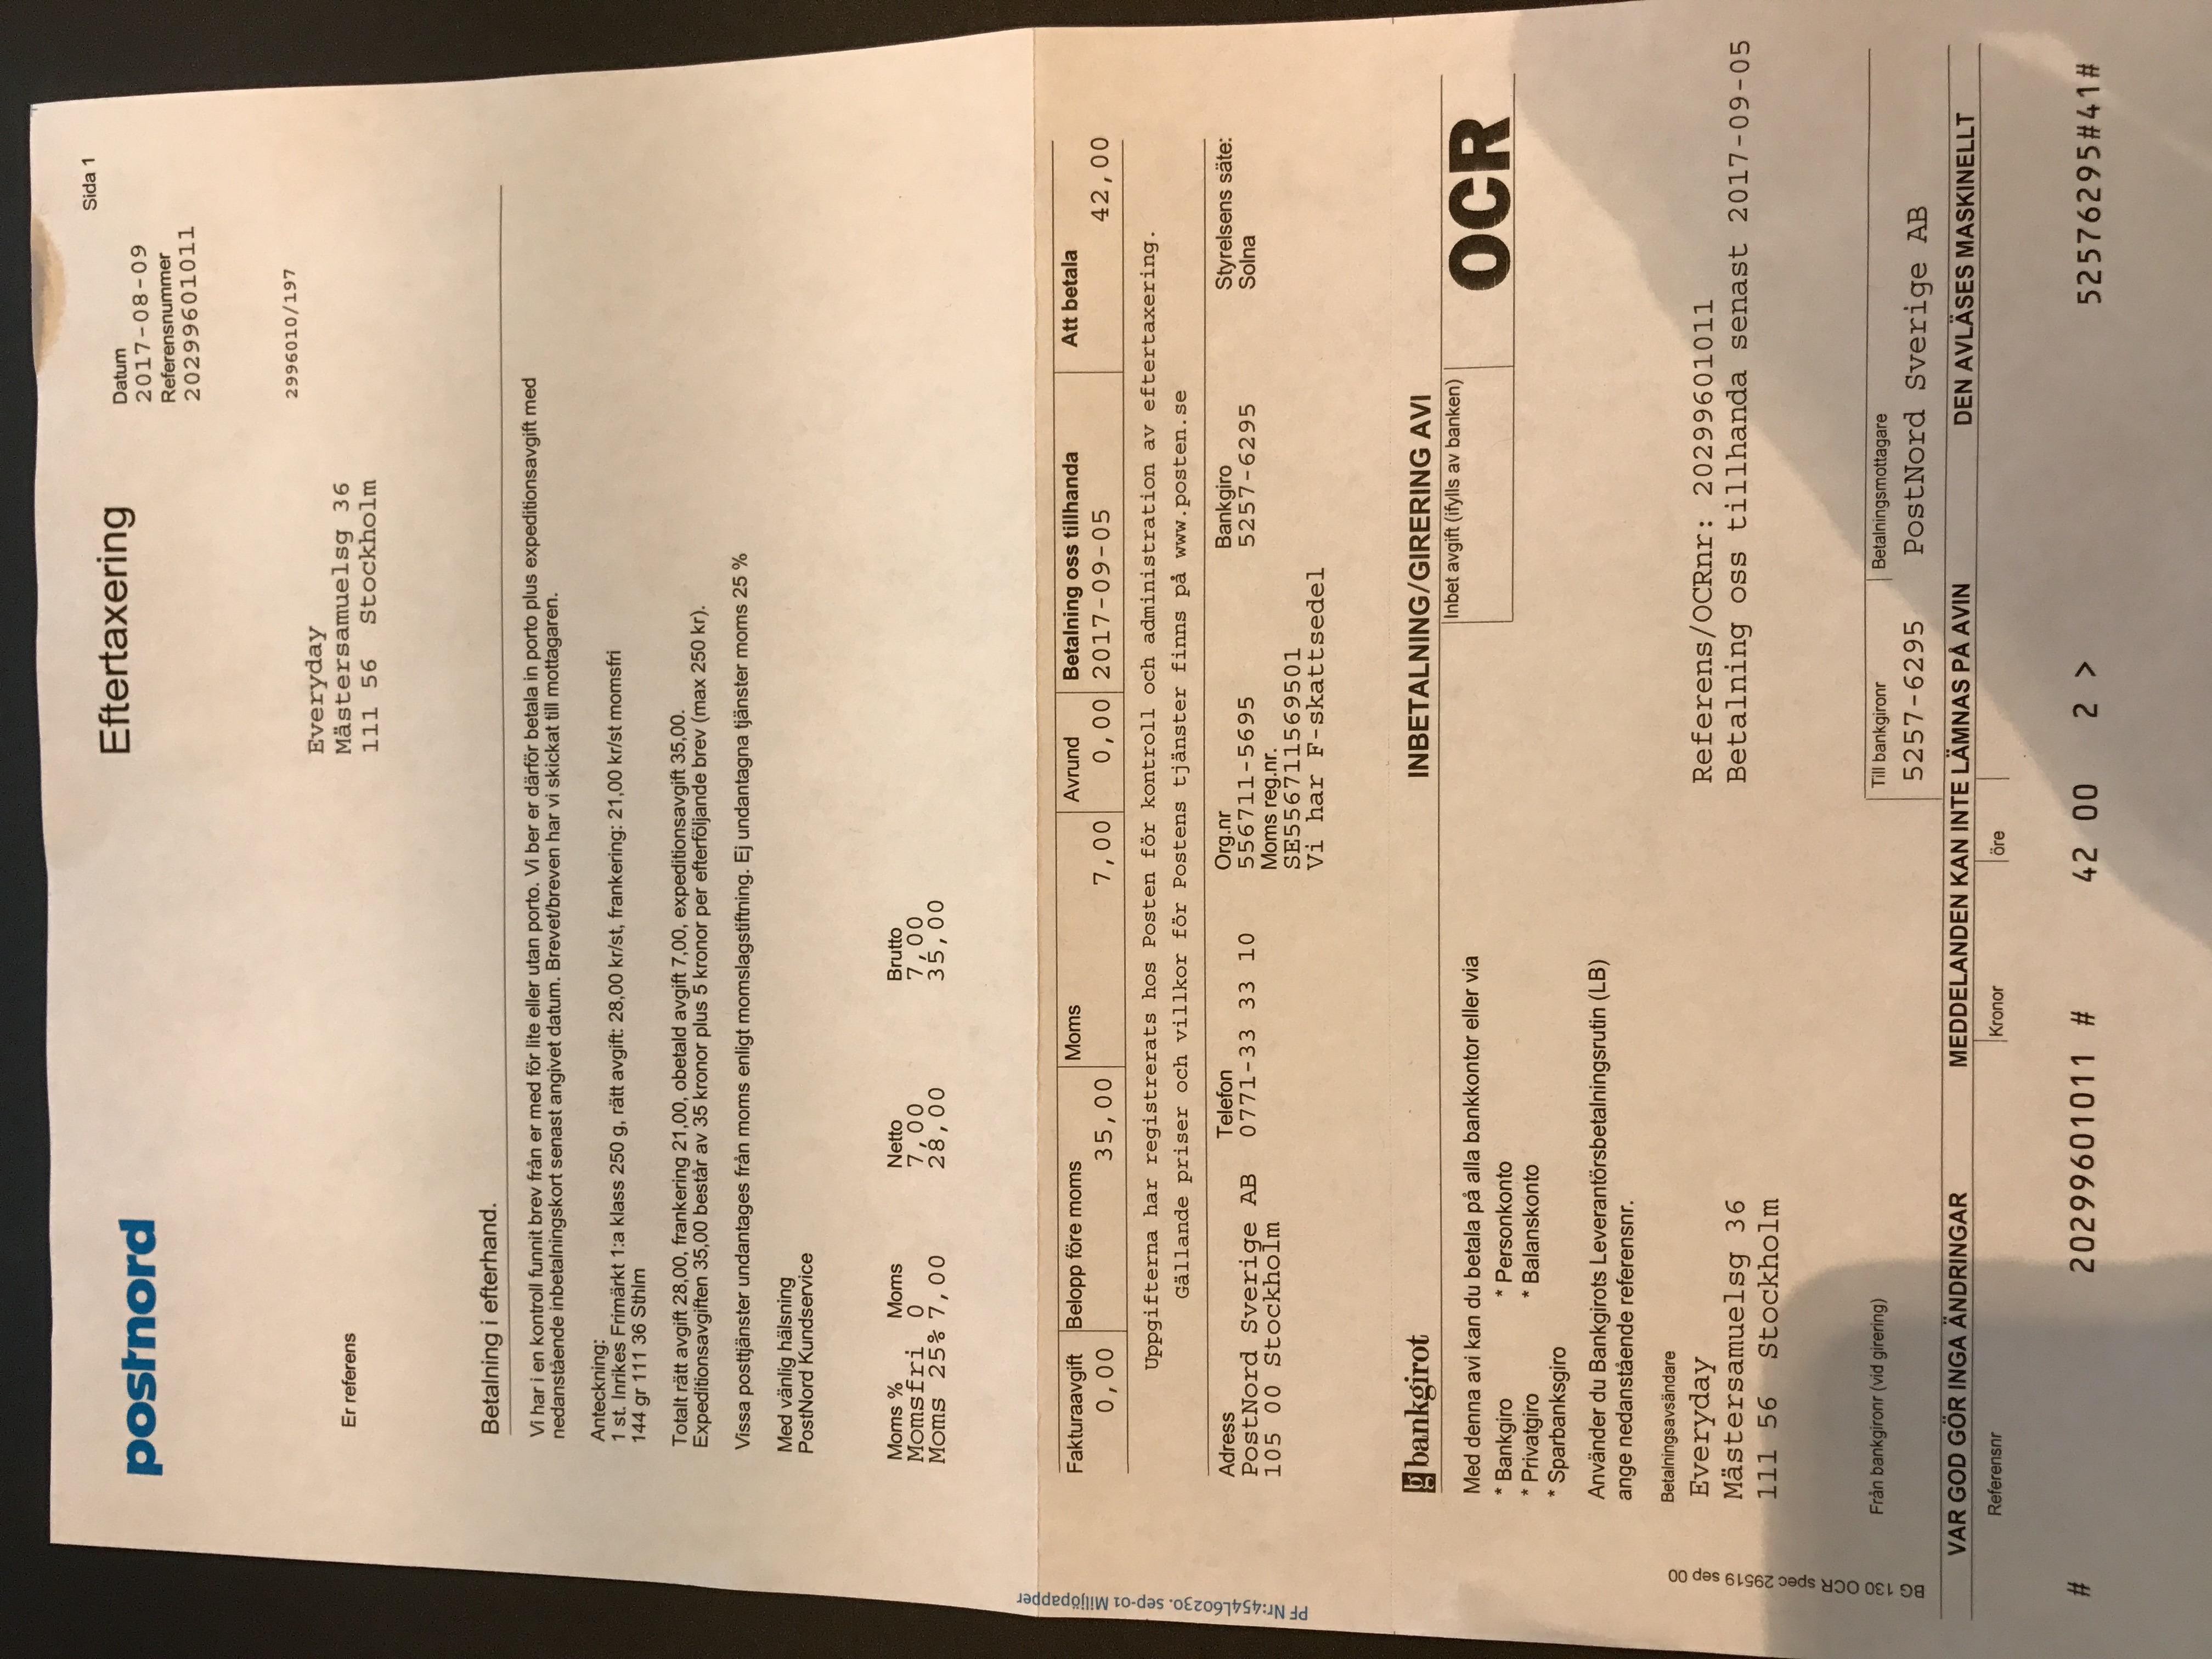 Sida 1
postnord
Eftertaxering
Datum
2017-08-09
Referensnummer
20299601011
2996010/197
Everyday
Mästersamuelsg 36
111 56 Stockholm
Er referens
Betalning i efterhand.
Vi har i en kontroll funnit brev från er med för lite eller utan porto. Vi ber er därför betala in porto plus expeditionsavgift med
nedanstående inbetalningskort senast angivet datum. Brevet/breven har vi skickat till mottagaren.
Anteckning:
1 st. Inrikes Frimärkt 1:a klass 250 g, rätt avgift: 28,00 kr/st, frankering: 21,00 kr/st momsfri
144 gr 111 36 Sthlm
Totalt rätt avgift 28,00, frankering 21,00, obetald avgift 7,00, expeditionsavgift 35,00.
Expeditionsavgiften 35,00 består av 35 kronor plus 5 kronor per efterföljande brev (max 250 kr).
Vissa posttjänster undantages från moms enligt momslagstiftning. Ej undantagna tjänster moms 25 %
Med vänlig hälsning
PostNord Kundservice
Moms % Moms Netto Brutto
Momsfri 0 7,00 7,00
Moms 25% 7,00 28,00 35,00
PF Nr:454L60230. sep-01 Miljöpapper
Fakturaavgift Belopp före moms Moms Avrund Betalning oss tillhanda Att betala
0,00 35,00 7,00 0,00 2017-09-05 42,00
Uppgifterna har registrerats hos Posten för kontroll och administration av eftertaxering.
Gällande priser och villkor för Postens tjänster finns på www.posten.se
Adress Telefon Org.nr Bankgiro Styrelsens säte:
PostNord Sverige AB 0771-33 33 10 556711-5695 5257-6295 Solna
105 00 Stockholm Moms reg.nr.
SE556711569501
Vi har F-skattsedel
bankgirot
INBETALNING/GIRERING AVI
Inbet avgift (ifylls av banken)
OCR
Med denna avi kan du betala på alla bankkontor eller via
* Bankgiro * Personkonto
* Privatgiro * Balanskonto
* Sparbanksgiro
Använder du Bankgirots Leverantörsbetalningsrutin (LB)
ange nedanstående referensnr.
Betalningsavsändare
Everyday
Mästersamuelsg 36
111 56 Stockholm
Referens/OCRnr: 20299601011
Betalning oss tillhanda senast 2017-09-05
BG 130 OCR spec 29519 sep 00
Från bankgironr (vid girering)
Till bankgironr Betalningsmottagare
5257-6295 PostNord Sverige AB
VAR GOD GÖR INGA ÄNDRINGAR MEDDELANDEN KAN INTE LÄMNAS PÅ AVIN DEN AVLÄSES MASKINELLT
Referensnr Kronor öre
# 20299601011 # 42 00 2 > 52576295#41#